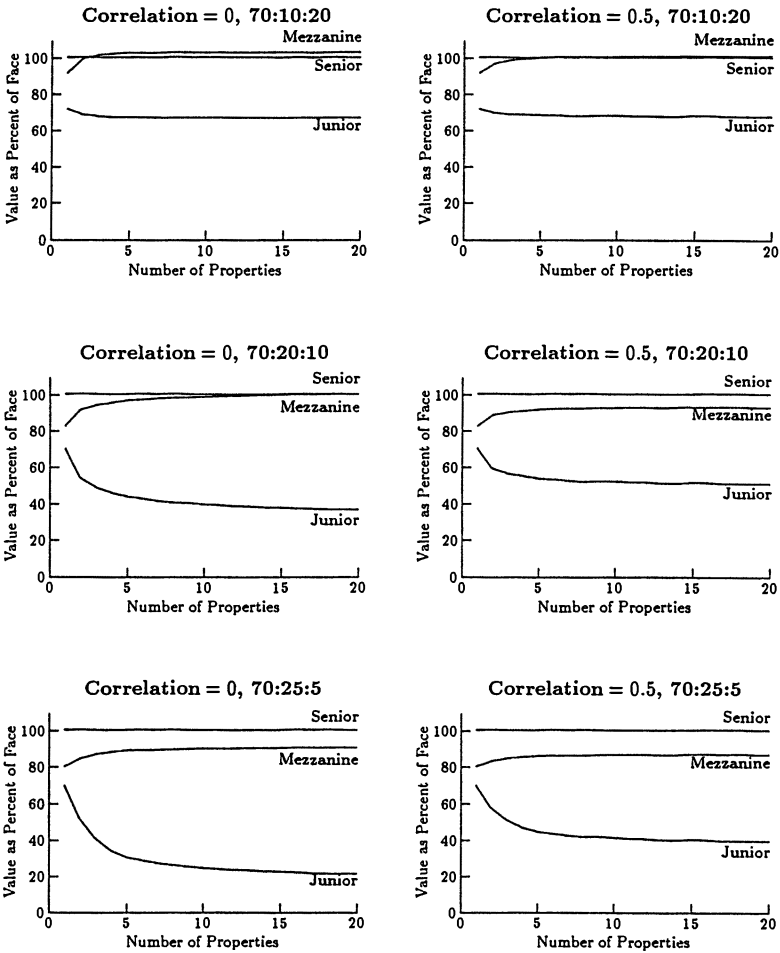 Correlation = 0, 70:10:20
Value as Percent of Face
100
80
60
40
20
0
Mezzanine
Senior
Junior
0 5 10 15 20
Number of Properties
Correlation = 0.5, 70:10:20
Value as Percent of Face
100
80
60
40
20
0
Mezzanine
Senior
Junior
0 5 10 15 20
Number of Properties
Correlation = 0, 70:20:10
Value as Percent of Face
100
80
60
40
20
0
Senior
Mezzanine
Junior
0 5 10 15 20
Number of Properties
Correlation = 0.5, 70:20:10
Value as Percent of Face
100
80
60
40
20
0
Senior
Mezzanine
Junior
0 5 10 15 20
Number of Properties
Correlation = 0, 70:25:5
Value as Percent of Face
100
80
60
40
20
0
Senior
Mezzanine
Junior
0 5 10 15 20
Number of Properties
Correlation = 0.5, 70:25:5
Value as Percent of Face
100
80
60
40
20
0
Senior
Mezzanine
Junior
0 5 10 15 20
Number of Properties